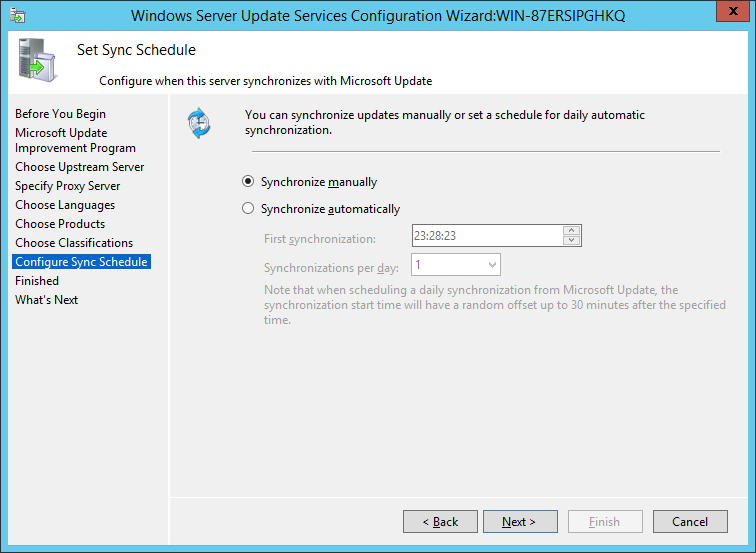 Windows Server Update Services Configuration Wizard:WIN-87ERSIPGHKQ
X
Set Sync Schedule
Configure when this server synchronizes with Microsoft Update
Before You Begin
Microsoft Update
Improvement Program
Choose Upstream Server
Specify Proxy Server
Choose Languages
Choose Products
Choose Classifications
Configure Sync Schedule
Finished
What's Next
You can synchronize updates manually or set a schedule for daily automatic
synchronization.
Synchronize manually
Synchronize automatically
First synchronization:
23:28:23
Synchronizations per day:
1
Note that when scheduling a daily synchronization from Microsoft Update, the
synchronization start time will have a random offset up to 30 minutes after the specified
time.
< Back
Next >
Finish
Cancel